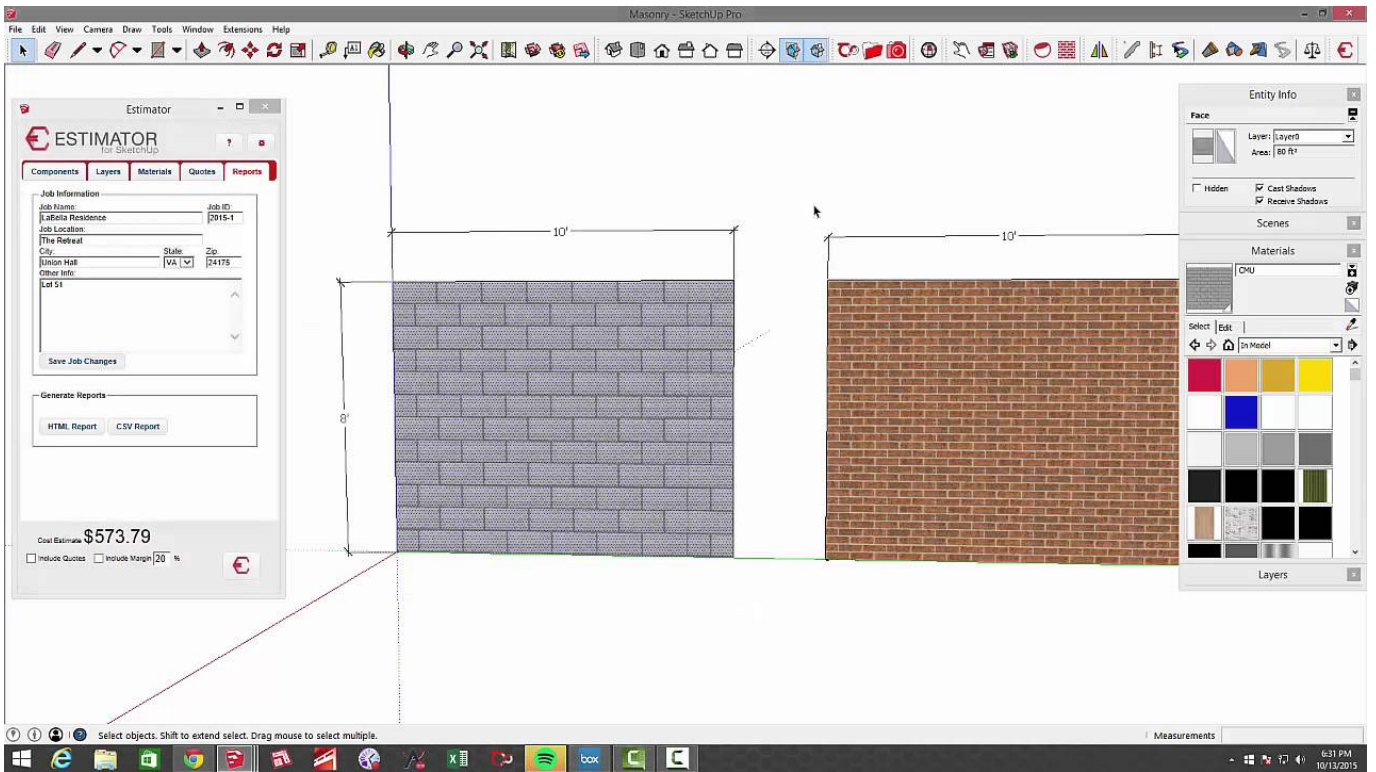 Masonry - SketchUp Pro
File Edit View Camera Draw Tools Window Extensions Help
Estimator
ESTIMATOR
for SketchUp
Components Layers Materials Quotes Reports
Job Information
Job Name: Job ID:
LaBella Residence 2015-1
Job Location:
The Retreat
City: State: Zip:
Union Hall VA 24175
Other Info:
Lot 51
Save Job Changes
Generate Reports
HTML Report CSV Report
Cost Estimate $573.79
Include Quotes Include Margin 20 %
10'
8'
10'
Entity Info
Face
Layer: Layer0
Area: 80 ft²
Hidden Cast Shadows
Receive Shadows
Scenes
Materials
CMU
Select Edit
In Model
Layers
Select objects. Shift to extend select. Drag mouse to select multiple.
Measurements
box
6:31 PM
10/13/2015